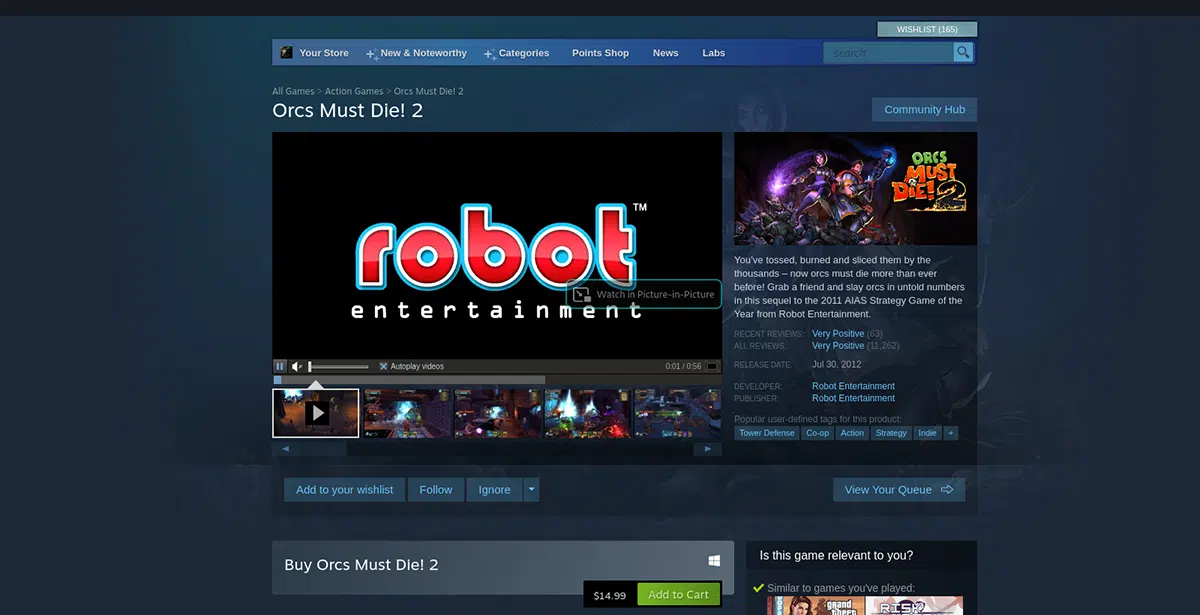 WISHLIST (165)
Your Store
New & Noteworthy
Categories
Points Shop
News
Labs
search
All Games > Action Games > Orcs Must Die! 2
Orcs Must Die! 2
Community Hub
robot™
entertainment
Watch in Picture-in-Picture
Autoplay videos
0:01 / 0:56
ORCS
MUST
DIE! 2
You've tossed, burned and sliced them by the
thousands – now orcs must die more than ever
before! Grab a friend and slay orcs in untold numbers
in this sequel to the 2011 AIAS Strategy Game of the
Year from Robot Entertainment.
RECENT REVIEWS: Very Positive (63)
ALL REVIEWS: Very Positive (11,262)
RELEASE DATE: Jul 30, 2012
DEVELOPER: Robot Entertainment
PUBLISHER: Robot Entertainment
Popular user-defined tags for this product:
Tower Defense Co-op Action Strategy Indie +
Add to your wishlist
Follow
Ignore
View Your Queue
Buy Orcs Must Die! 2
$14.99
Add to Cart
Is this game relevant to you?
Similar to games you've played:
grand
RISK